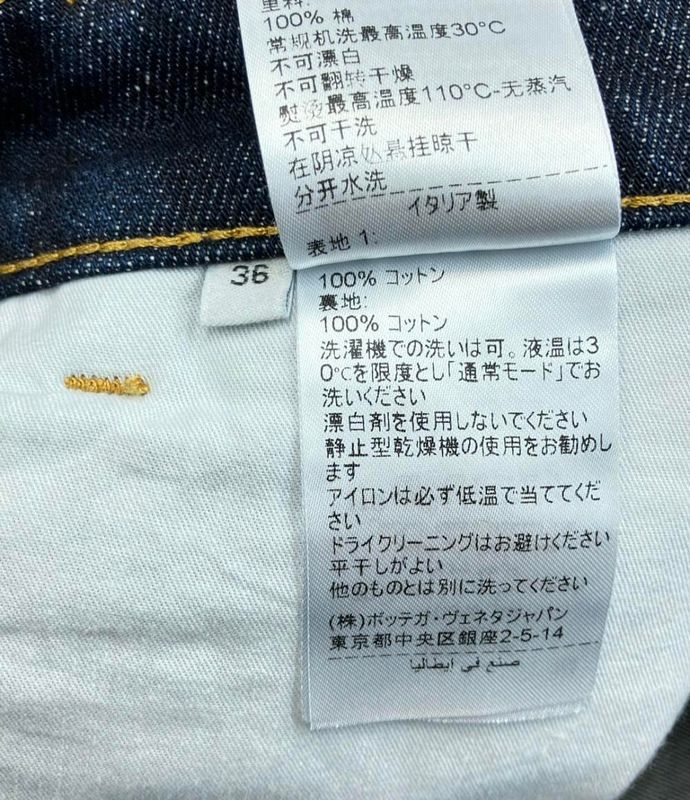 里料:
100% 棉
常规机洗最高温度30°C
不可漂白
不可翻转干燥
熨烫最高温度110°C-无蒸汽
不可干洗
在阴凉处悬挂晾干
分开水洗
イタリア製
表地 1:
36
100% コットン
裏地:
100% コットン
洗濯機での洗いは可。液温は3
0℃を限度とし「通常モード」でお
洗いください
漂白剤を使用しないでください
静止型乾燥機の使用をお勧めし
ます
アイロンは必ず低温で当ててくだ
さい
ドライクリーニングはお避けください
平干しがよい
他のものとは別に洗ってください
(株)ボッテガ・ヴェネタジャパン
東京都中央区銀座2-5-14
صنع في ايطاليا